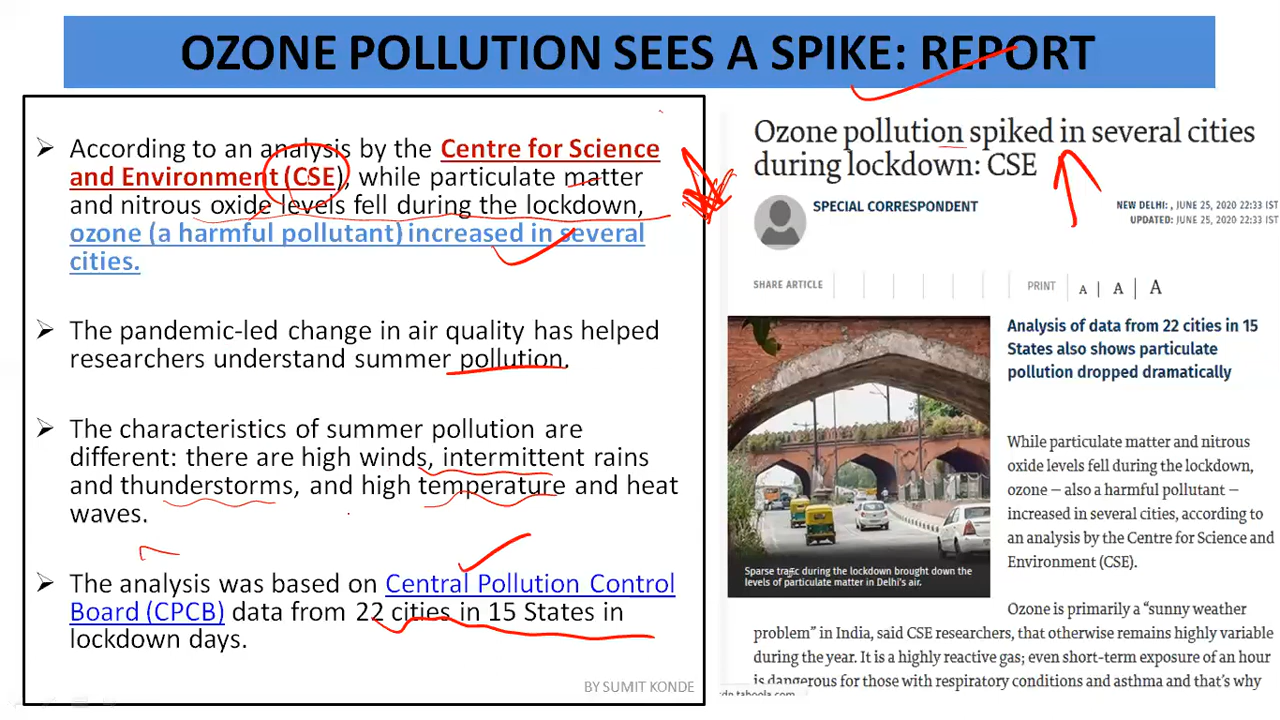 OZONE POLLUTION SEES A SPIKE: REPORT
According to an analysis by the Centre for Science
and Environment (CSE), while particulate matter
and nitrous oxide levels fell during the lockdown,
ozone (a harmful pollutant) increased in several
cities.
The pandemic-led change in air quality has helped
researchers understand summer pollution.
The characteristics of summer pollution are
different: there are high winds, intermittent rains
and thunderstorms, and high temperature and heat
waves.
The analysis was based on Central Pollution Control
Board (CPCB) data from 22 cities in 15 States in
lockdown days.
BY SUMIT KONDE
Ozone pollution spiked in several cities
during lockdown: CSE
SPECIAL CORRESPONDENT
NEW DELHI: , JUNE 25, 2020 22:33 IST
UPDATED: JUNE 25, 2020 22:33 IST
SHARE ARTICLE
PRINT
A | A | A
Sparse traffic during the lockdown brought down the
levels of particulate matter in Delhi's air.
Analysis of data from 22 cities in 15
States also shows particulate
pollution dropped dramatically
While particulate matter and nitrous
oxide levels fell during the lockdown,
ozone — also a harmful pollutant —
increased in several cities, according to
an analysis by the Centre for Science and
Environment (CSE).
Ozone is primarily a “sunny weather
problem” in India, said CSE researchers, that otherwise remains highly variable
during the year. It is a highly reactive gas; even short-term exposure of an hour
is dangerous for those with respiratory conditions and asthma and that's why